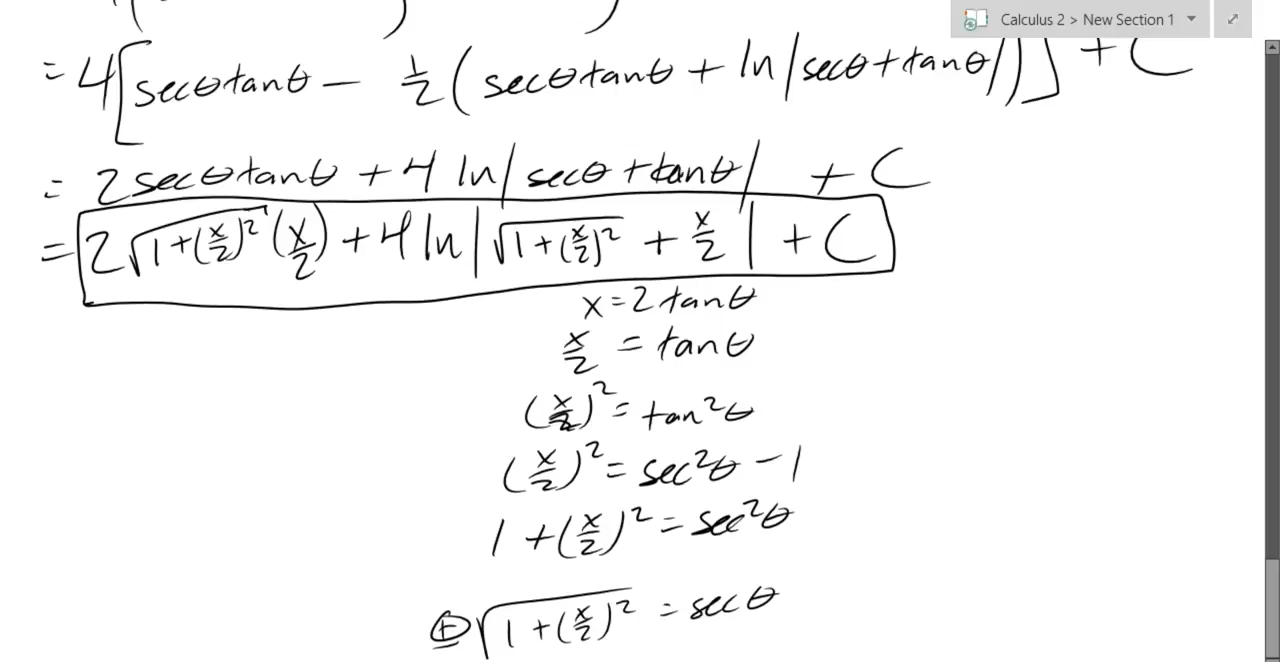 Calculus 2 > New Section 1
= 4[secθtanθ - ½(secθtanθ + ln|secθ+tanθ|)] + C
= 2secθtanθ + 4 ln|secθ+tanθ| + C
= 2√(1+(x/2)²) (x/2) + 4 ln|√(1+(x/2)²) + x/2| + C
x = 2tanθ
x/2 = tanθ
(x/2)² = tan²θ
(x/2)² = sec²θ - 1
1 + (x/2)² = sec²θ
√(1+(x/2)²) = secθ